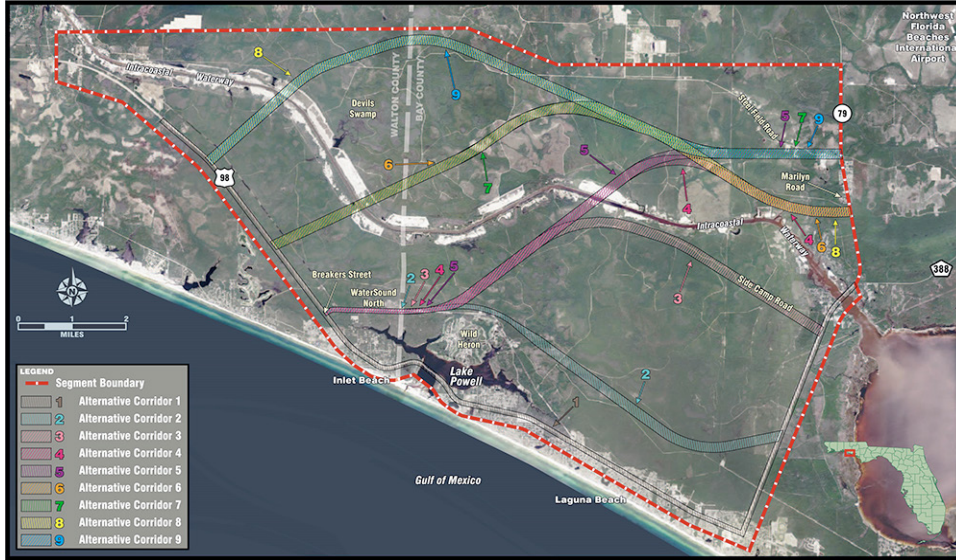 Northwest
Florida
Beaches
International
Airport
8
Intracoastal
Waterway
WALTON COUNTY
BAY COUNTY
9
Devils
Swamp
Steel Field Road
79
5 7 9
98
6
7
5
Marilyn
Road
4
Intracoastal
Waterway
4 6 8
388
Breakers Street
WaterSound
North
2 3 4 5
3
Side Camp Road
0 1 2
MILES
Wild
Heron
Lake
Powell
Inlet Beach
2
1
Gulf of Mexico
Laguna Beach
LEGEND
Segment Boundary
1 Alternative Corridor 1
2 Alternative Corridor 2
3 Alternative Corridor 3
4 Alternative Corridor 4
5 Alternative Corridor 5
6 Alternative Corridor 6
7 Alternative Corridor 7
8 Alternative Corridor 8
9 Alternative Corridor 9